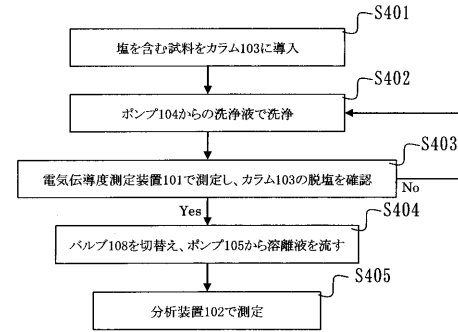 S401
塩を含む試料をカラム103に導入
S402
ポンプ104からの洗浄液で洗浄
S403
電気伝導度測定装置101で測定し、カラム103の脱塩を確認
No
Yes
S404
バルブ108を切替え、ポンプ105から溶離液を流す
S405
分析装置102で測定